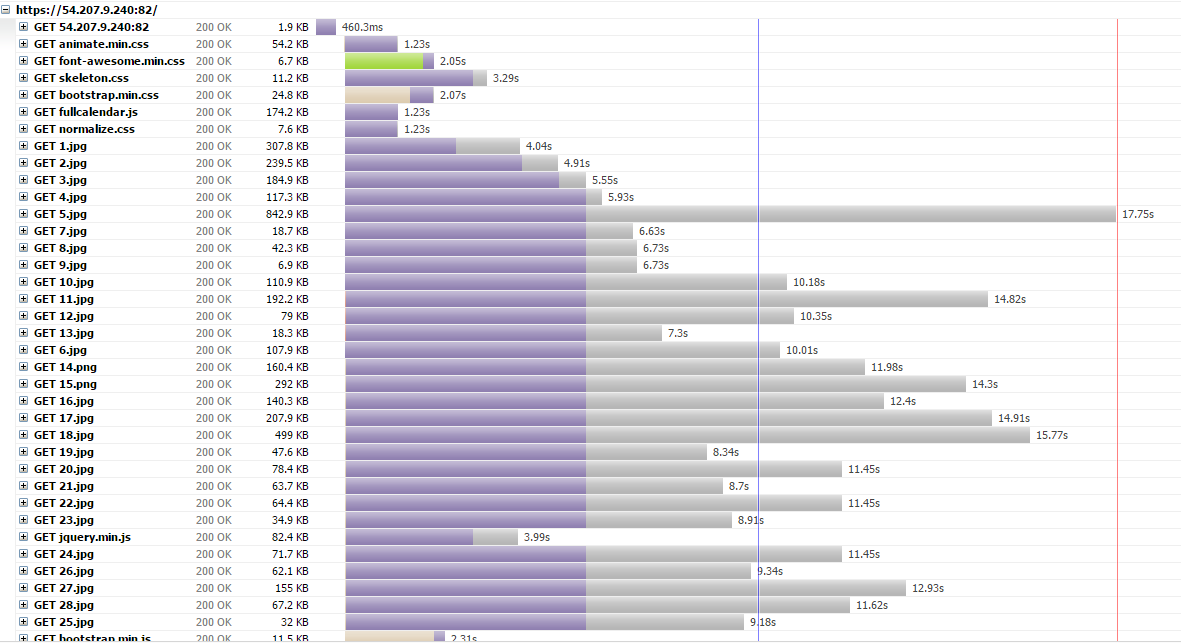 https://54.207.9.240:82/
GET 54.207.9.240:82 200 OK 1.9 KB 460.3ms
GET animate.min.css 200 OK 54.2 KB 1.23s
GET font-awesome.min.css 200 OK 6.7 KB 2.05s
GET skeleton.css 200 OK 11.2 KB 3.29s
GET bootstrap.min.css 200 OK 24.8 KB 2.07s
GET fullcalendar.js 200 OK 174.2 KB 1.23s
GET normalize.css 200 OK 7.6 KB 1.23s
GET 1.jpg 200 OK 307.8 KB 4.04s
GET 2.jpg 200 OK 239.5 KB 4.91s
GET 3.jpg 200 OK 184.9 KB 5.55s
GET 4.jpg 200 OK 117.3 KB 5.93s
GET 5.jpg 200 OK 842.9 KB 17.75s
GET 7.jpg 200 OK 18.7 KB 6.63s
GET 8.jpg 200 OK 42.3 KB 6.73s
GET 9.jpg 200 OK 6.9 KB 6.73s
GET 10.jpg 200 OK 110.9 KB 10.18s
GET 11.jpg 200 OK 192.2 KB 14.82s
GET 12.jpg 200 OK 79 KB 10.35s
GET 13.jpg 200 OK 18.3 KB 7.3s
GET 6.jpg 200 OK 107.9 KB 10.01s
GET 14.png 200 OK 160.4 KB 11.98s
GET 15.png 200 OK 292 KB 14.3s
GET 16.jpg 200 OK 140.3 KB 12.4s
GET 17.jpg 200 OK 207.9 KB 14.91s
GET 18.jpg 200 OK 499 KB 15.77s
GET 19.jpg 200 OK 47.6 KB 8.34s
GET 20.jpg 200 OK 78.4 KB 11.45s
GET 21.jpg 200 OK 63.7 KB 8.7s
GET 22.jpg 200 OK 64.4 KB 11.45s
GET 23.jpg 200 OK 34.9 KB 8.91s
GET jquery.min.js 200 OK 82.4 KB 3.99s
GET 24.jpg 200 OK 71.7 KB 11.45s
GET 26.jpg 200 OK 62.1 KB 9.34s
GET 27.jpg 200 OK 155 KB 12.93s
GET 28.jpg 200 OK 67.2 KB 11.62s
GET 25.jpg 200 OK 32 KB 9.18s
GET bootstrap.min.js 200 OK 11.5 KB 2.31s